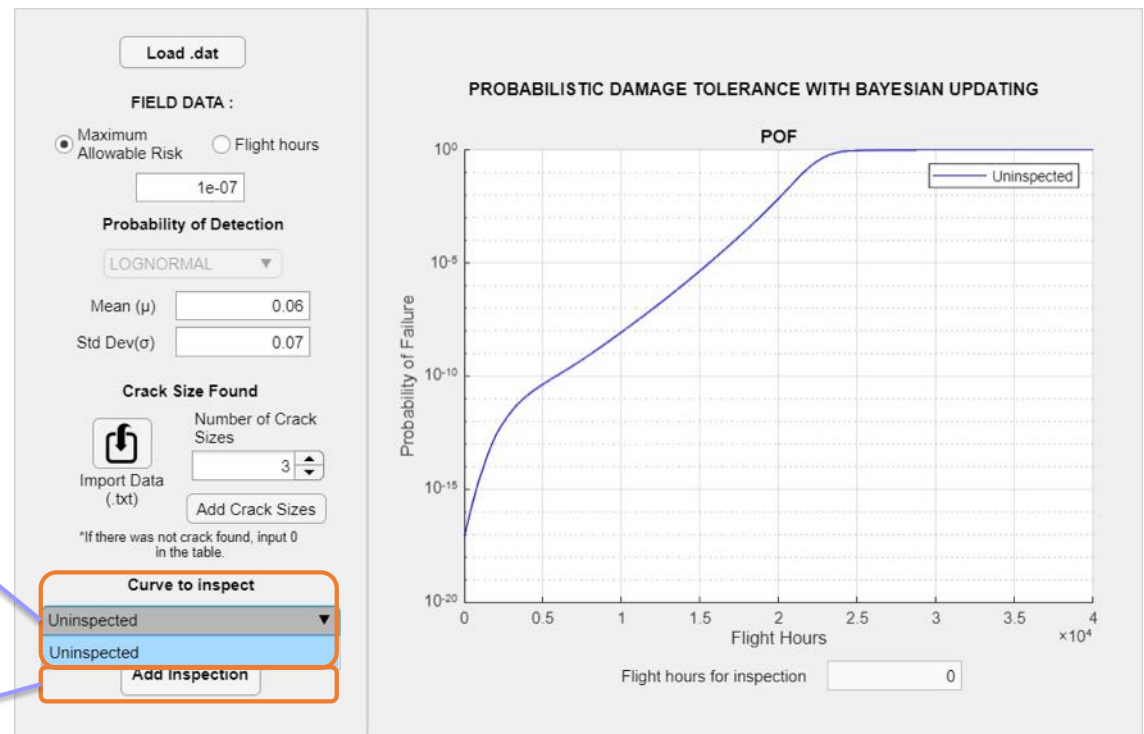 Load .dat
FIELD DATA :
Maximum
Allowable Risk
Flight hours
1e-07
Probability of Detection
LOGNORMAL
Mean (μ)
0.06
Std Dev(σ)
0.07
Crack Size Found
Import Data
(.txt)
Number of Crack
Sizes
3
Add Crack Sizes
*If there was not crack found, input 0
in the table.
Curve to inspect
Uninspected
Uninspected
Add Inspection
PROBABILISTIC DAMAGE TOLERANCE WITH BAYESIAN UPDATING
POF
Uninspected
Probability of Failure
10⁰
10⁻⁵
10⁻¹⁰
10⁻¹⁵
10⁻²⁰
0 0.5 1 1.5 2 2.5 3 3.5 4
×10⁴
Flight Hours
Flight hours for inspection 0